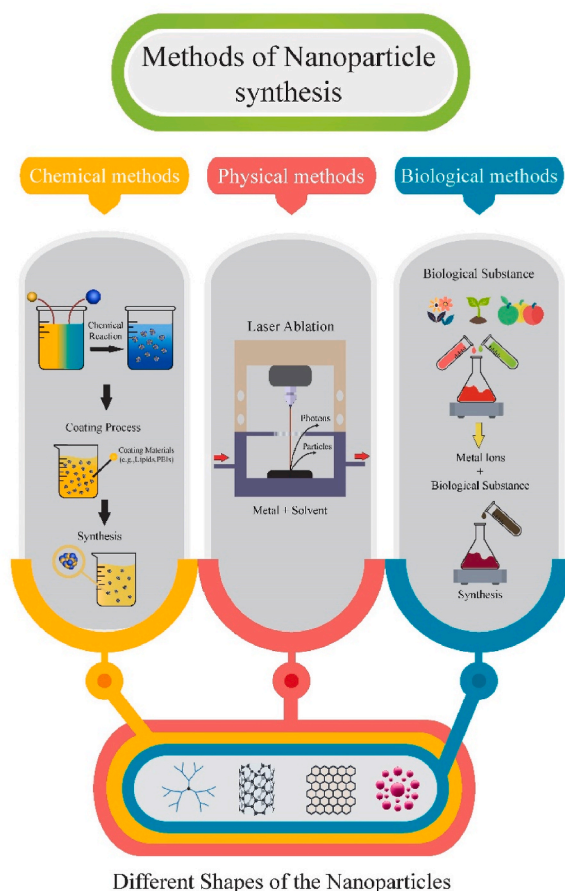 Methods of Nanoparticle
synthesis
Chemical methods
Physical methods
Biological methods
Chemical
Reaction
Coating Process
Coating Materials
(e.g.,Lipids,PEIs)
Synthesis
Laser Ablation
Photons
Particles
Metal + Solvent
Biological Substance
Metal Ions
+
Biological Substance
Synthesis
Different Shapes of the Nanoparticles